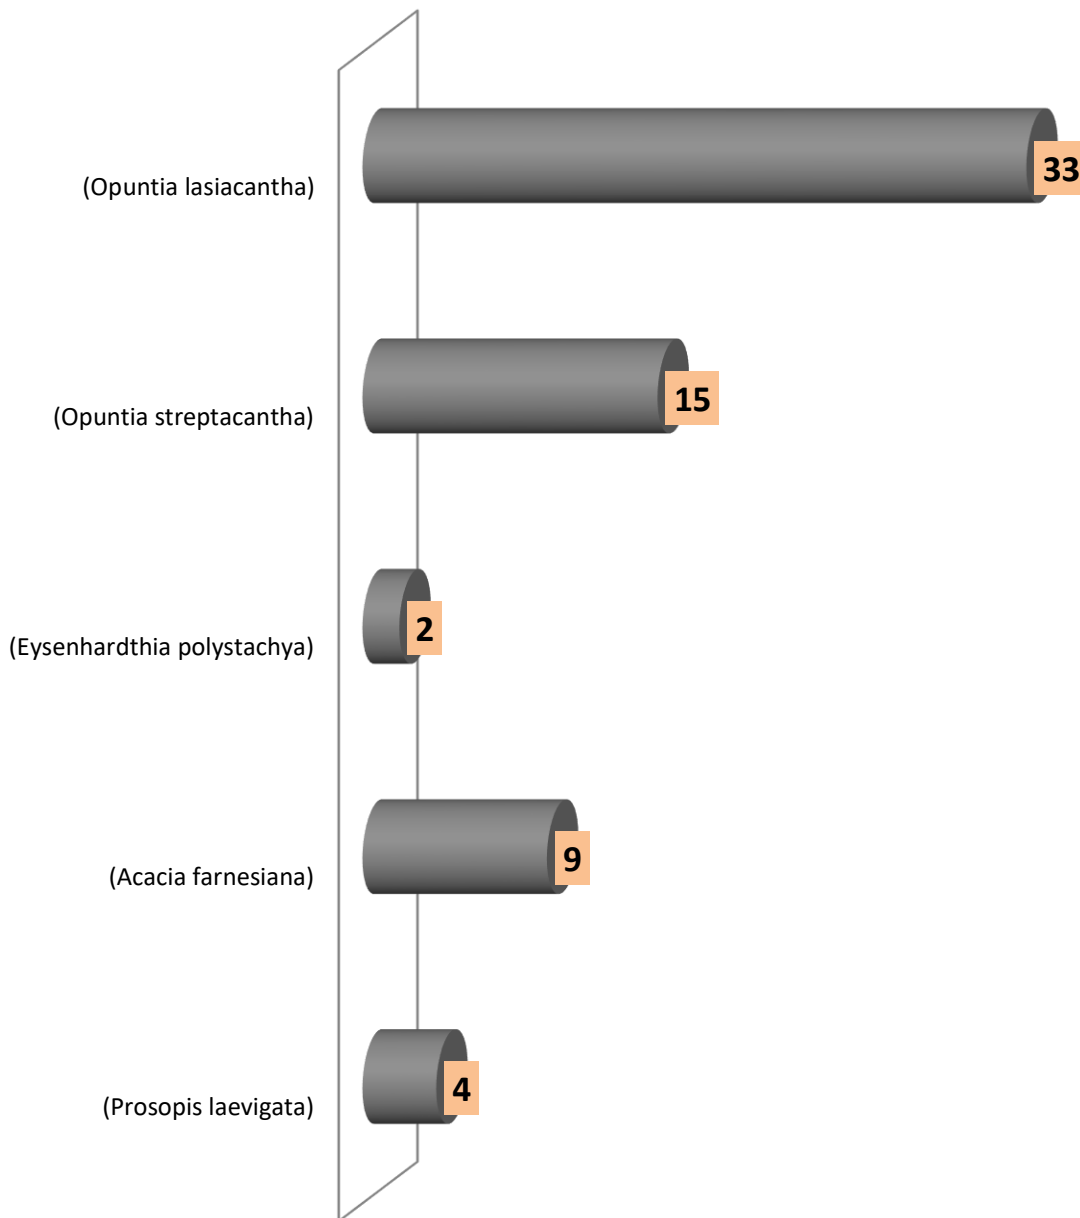 (Opuntia lasiacantha)
33
(Opuntia streptacantha)
15
(Eysenhardthia polystachya)
2
(Acacia farnesiana)
9
(Prosopis laevigata)
4